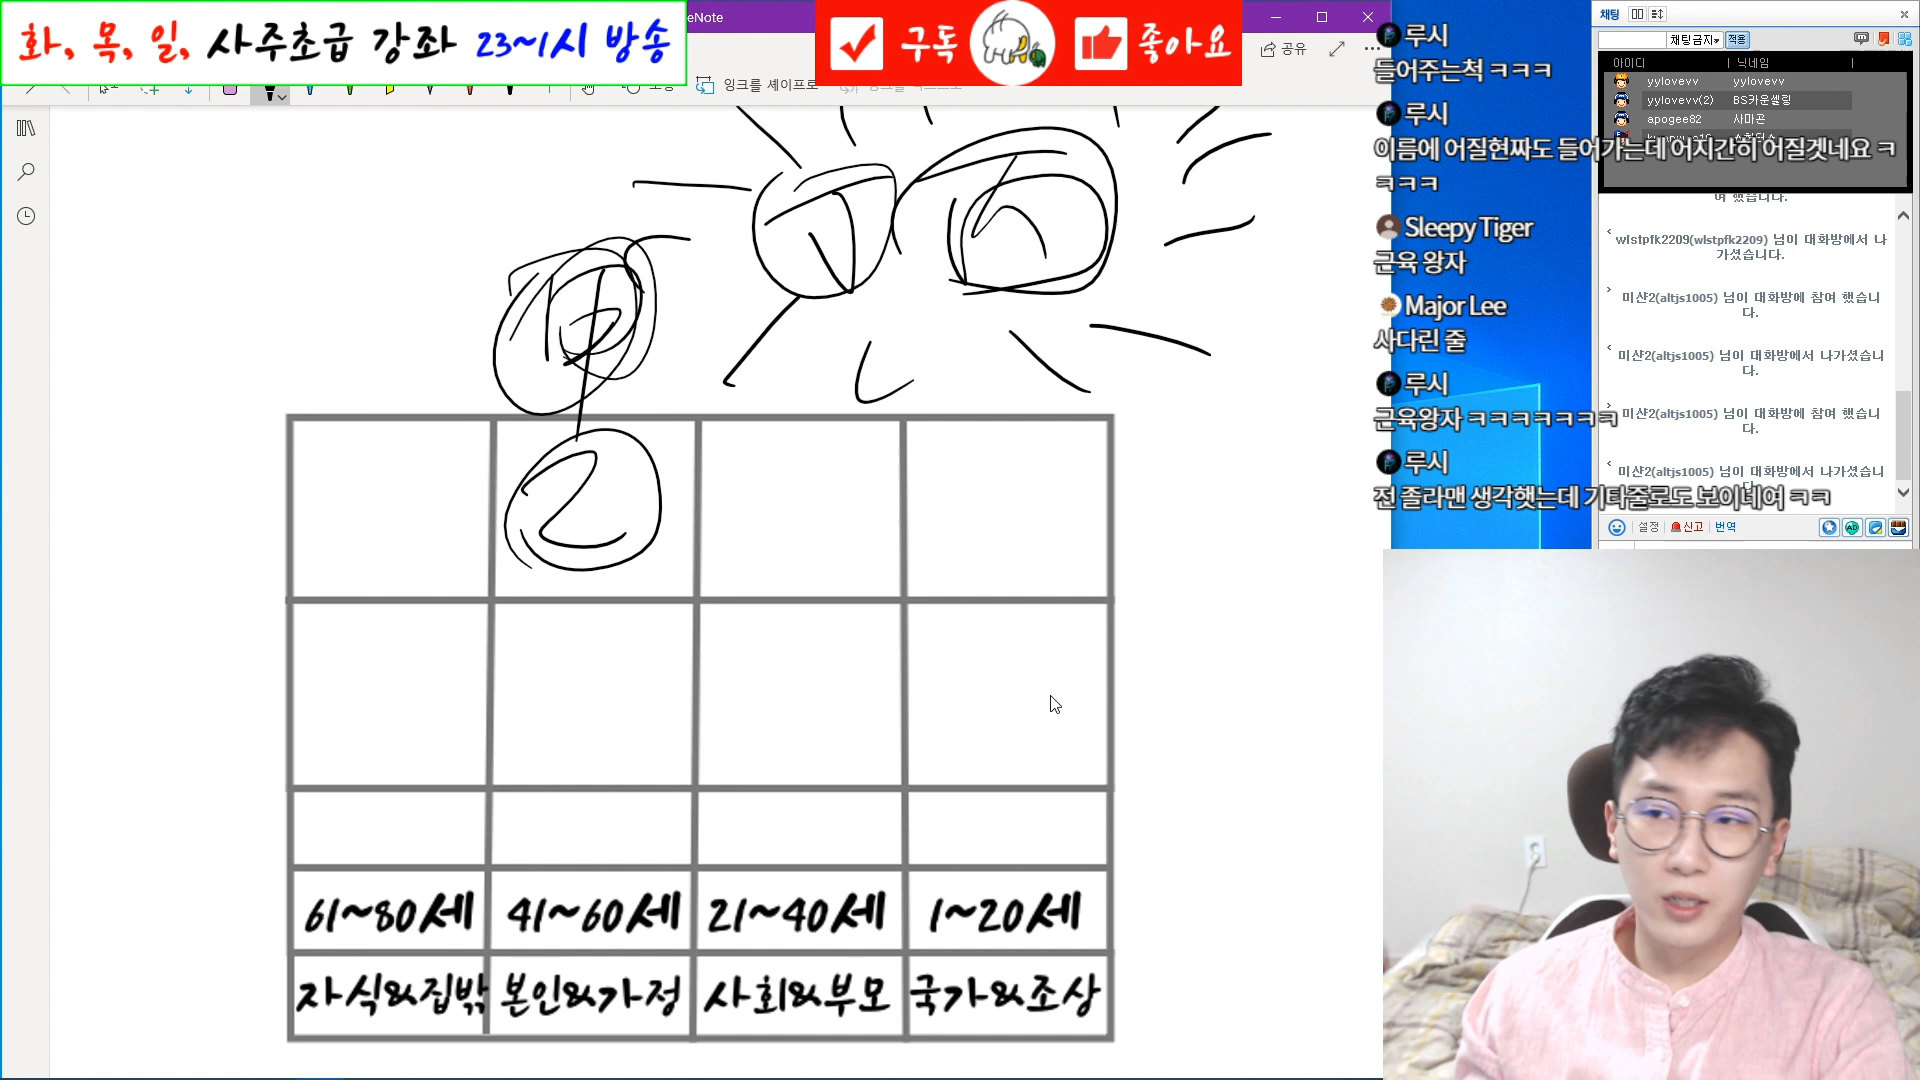 화, 목, 일, 사주초급 강좌 23~1시 방송
eNote
구독
좋아요
공유
잉크를 셰이프로
61~80세
41~60세
21~40세
1~20세
자식&집밖
본인&가정
사회&부모
국가&조상
루시
들어주는척 ㅋㅋㅋ
루시
이름에 어질현짜도 들어가는데 어지간히 어질겟네요 ㅋ
ㅋㅋㅋ
Sleepy Tiger
근육 왕자
Major Lee
사다린 줄
루시
근육왕자 ㅋㅋㅋㅋㅋㅋㅋ
루시
전 졸라맨 생각햇는데 기타줄로도 보이네여 ㅋㅋ
채팅
채팅금지
적용
아이디
닉네임
yylovevv
yylovevv
yylovevv(2)
BS카운셀링
apogee82
사마곤
여 했습니다.
wlstpfk2209(wlstpfk2209) 님이 대화방에서 나
가셨습니다.
미샨2(altjs1005) 님이 대화방에 참여 했습니
다.
미샨2(altjs1005) 님이 대화방에서 나가셨습니
다.
미샨2(altjs1005) 님이 대화방에 참여 했습니
다.
미샨2(altjs1005) 님이 대화방에서 나가셨습니
다.
설정
신고
번역